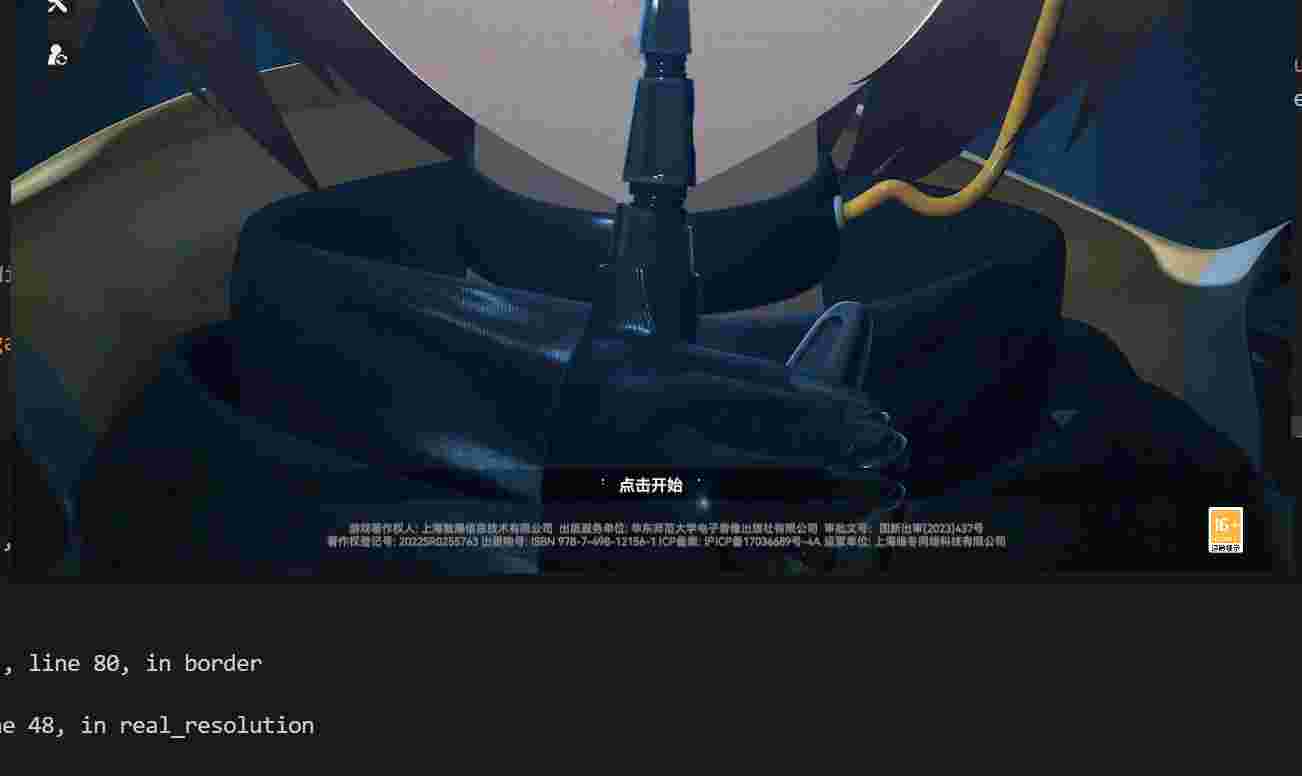 点击开始
游戏著作权人: 上海散爆信息技术有限公司 出版服务单位: 华东师范大学电子音像出版社有限公司 审批文号: 国新出审[2023]437号
著作权登记号: 2022SR0255763 出版物号: ISBN 978-7-498-12156-1 ICP备案: 沪ICP备17036689号-4A 运营单位: 上海暗冬网络科技有限公司
16+
适龄提示
, line 80, in border
ne 48, in real_resolution